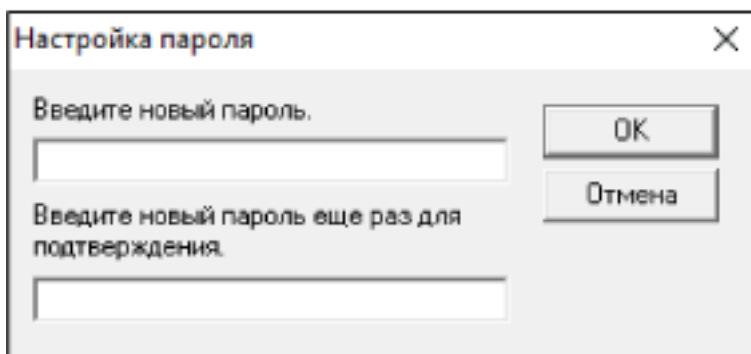 Настройка пароля
Введите новый пароль.
OK
Отмена
Введите новый пароль еще раз для
подтверждения.